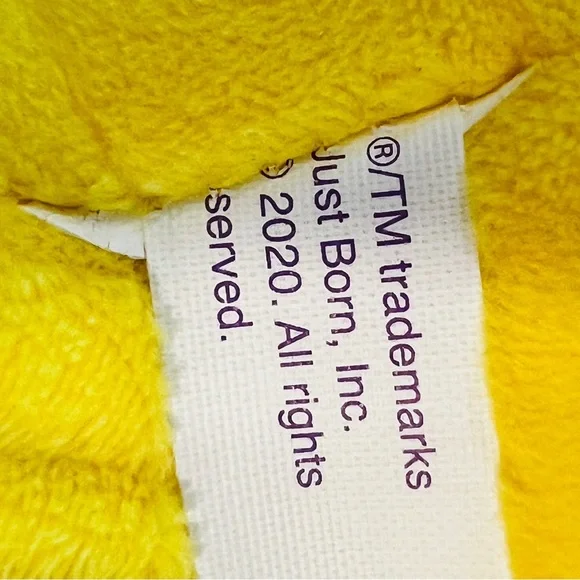 ®/TM trademarks
Just Born, Inc.
© 2020. All rights
served.